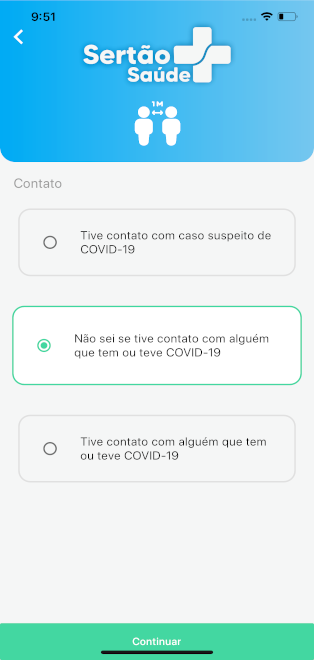 9:51
Sertão
Saúde
1M
Contato
Tive contato com caso suspeito de
COVID-19
Não sei se tive contato com alguém
que tem ou teve COVID-19
Tive contato com alguém que tem
ou teve COVID-19
Continuar